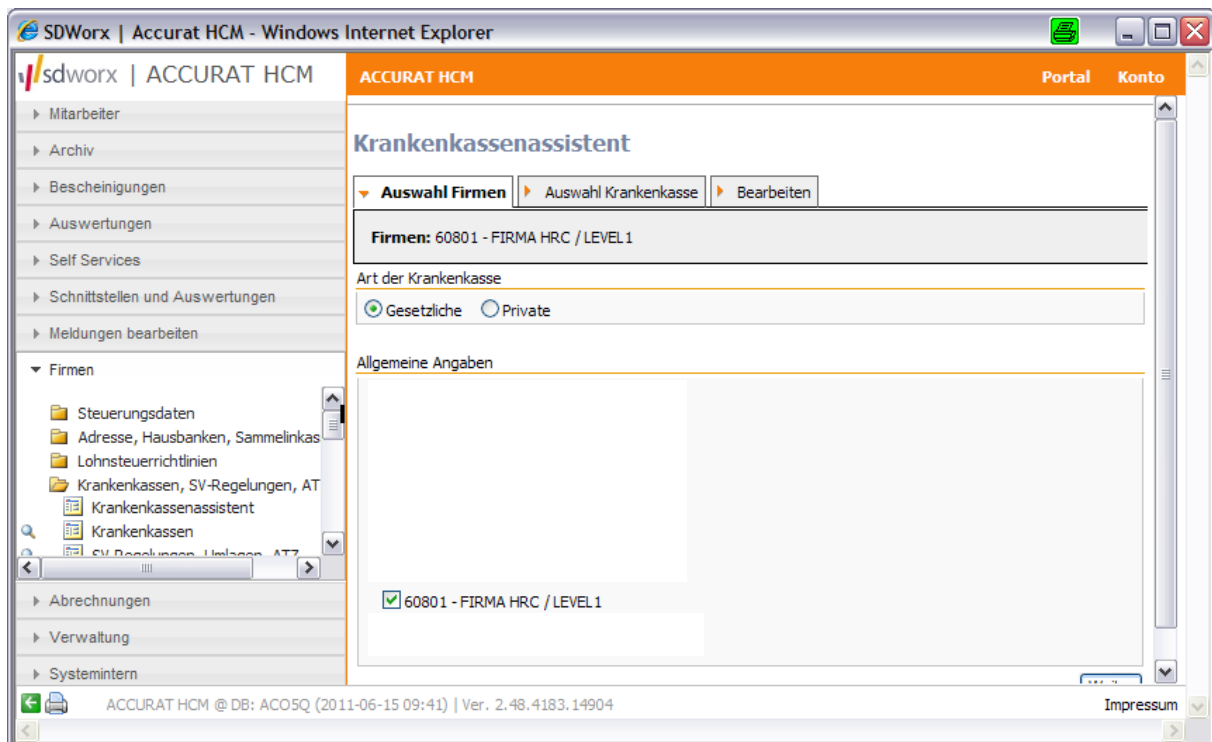 SDWorx | Accurat HCM - Windows Internet Explorer
sdworx | ACCURAT HCM
ACCURAT HCM
Portal
Konto
Mitarbeiter
Archiv
Bescheinigungen
Auswertungen
Self Services
Schnittstellen und Auswertungen
Meldungen bearbeiten
Firmen
Steuerungsdaten
Adresse, Hausbanken, Sammelinkas
Lohnsteuerrichtlinien
Krankenkassen, SV-Regelungen, AT
Krankenkassenassistent
Krankenkassen
SV-Regelungen, Umlagen, ATZ
Abrechnungen
Verwaltung
Systemintern
Krankenkassenassistent
Auswahl Firmen
Auswahl Krankenkasse
Bearbeiten
Firmen: 60801 - FIRMA HRC / LEVEL1
Art der Krankenkasse
Gesetzliche
Private
Allgemeine Angaben
60801 - FIRMA HRC / LEVEL1
ACCURAT HCM @ DB: ACO5Q (2011-06-15 09:41) | Ver. 2.48.4183.14904
Impressum